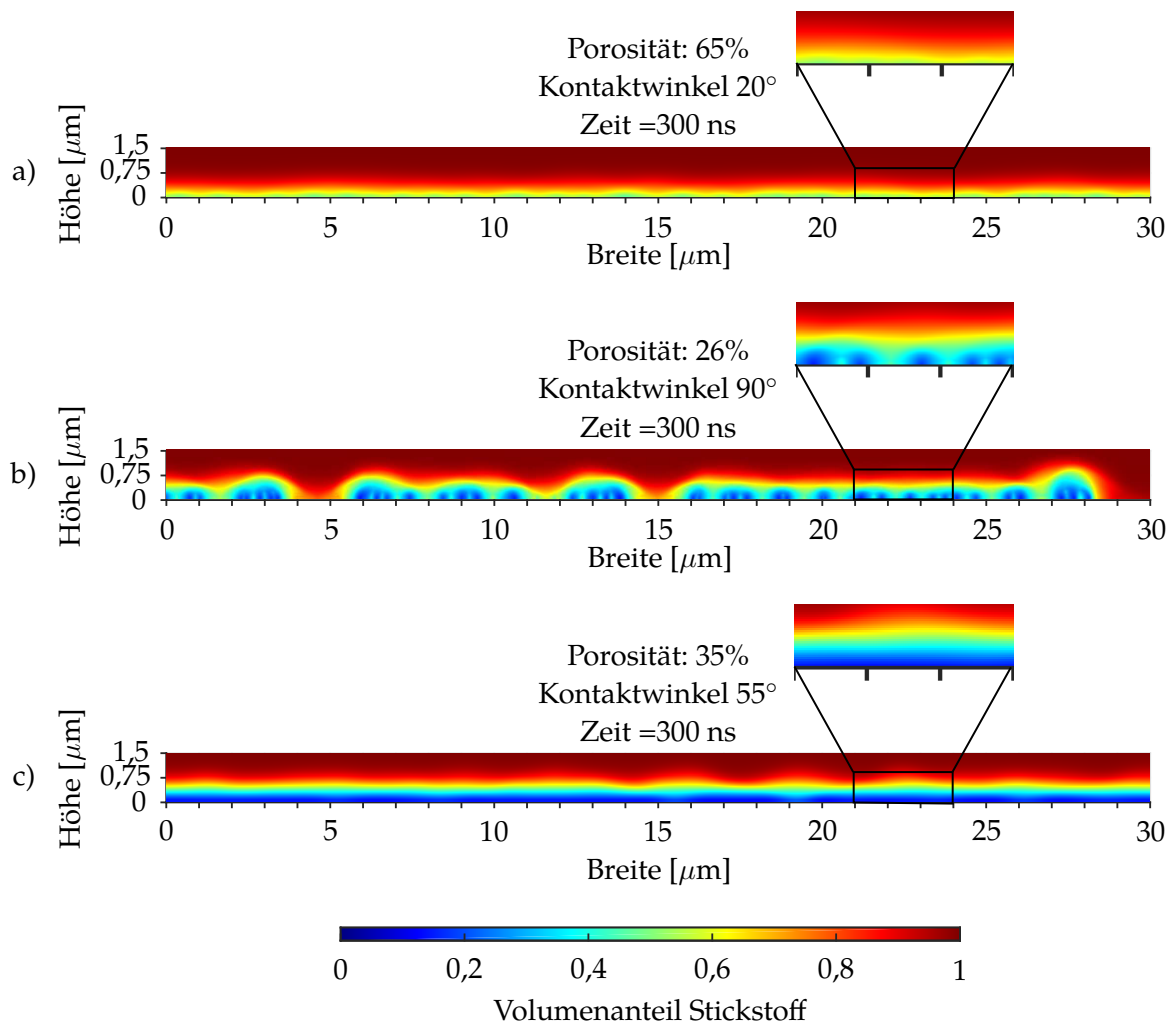 Porosität: 65%
Kontaktwinkel 20°
Zeit =300 ns
a)
Höhe [μm]
1,5
0,75
0
0 5 10 15 20 25 30
Breite [μm]
Porosität: 26%
Kontaktwinkel 90°
Zeit =300 ns
b)
Höhe [μm]
1,5
0,75
0
0 5 10 15 20 25 30
Breite [μm]
Porosität: 35%
Kontaktwinkel 55°
Zeit =300 ns
c)
Höhe [μm]
1,5
0,75
0
0 5 10 15 20 25 30
Breite [μm]
0 0,2 0,4 0,6 0,8 1
Volumenanteil Stickstoff